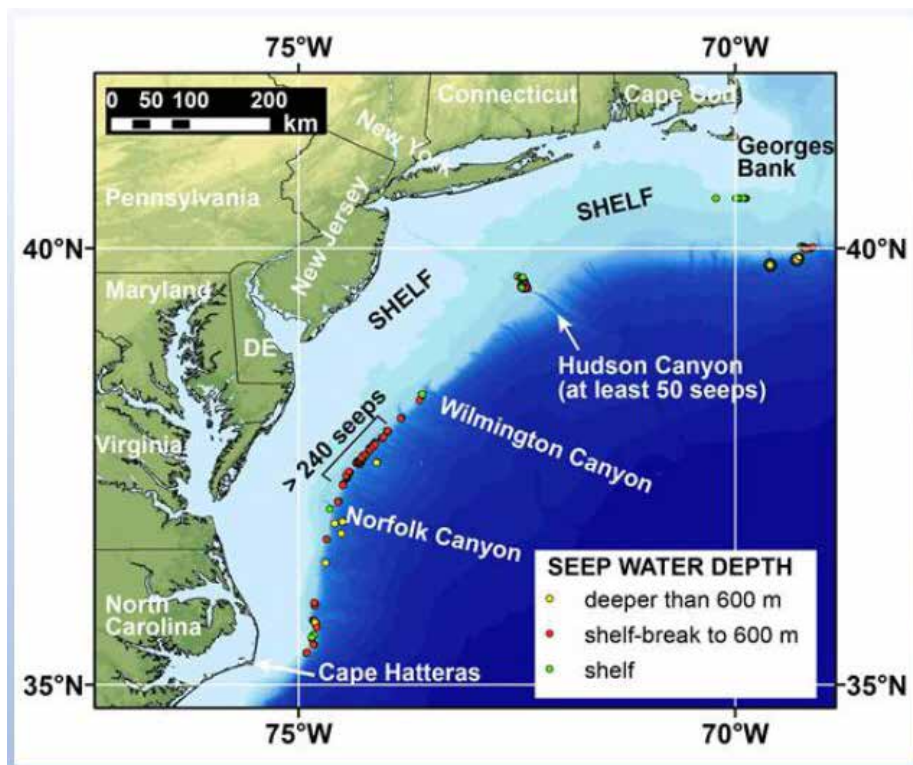 75°W
70°W
0 50 100 200
km
Connecticut
Cape Cod
New York
Georges
Bank
Pennsylvania
SHELF
New Jersey
40°N
40°N
Maryland
SHELF
DE
Hudson Canyon
(at least 50 seeps)
> 240 seeps
Wilmington Canyon
Virginia
Norfolk Canyon
SEEP WATER DEPTH
deeper than 600 m
shelf-break to 600 m
shelf
North
Carolina
Cape Hatteras
35°N
35°N
75°W
70°W